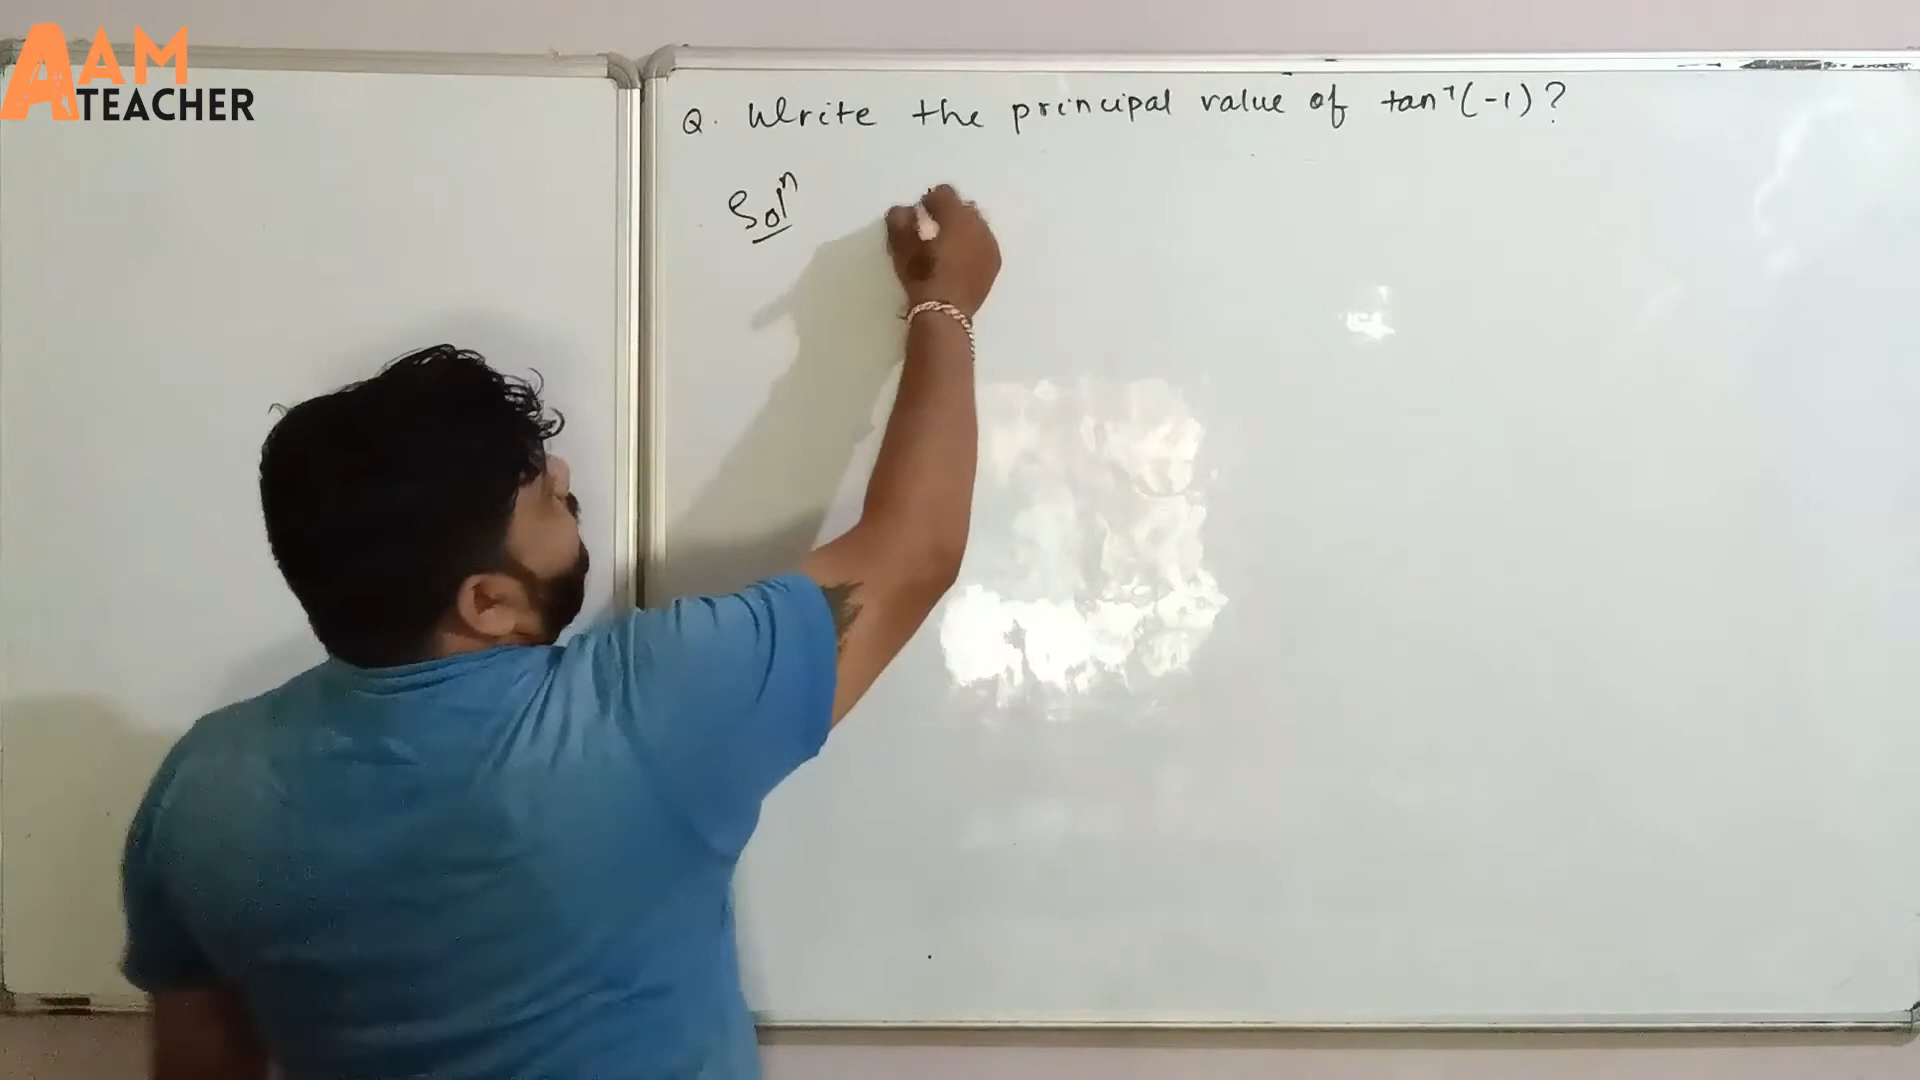 AAM
TEACHER
Q. Write the principal value of tan⁻¹(-1)?
Solⁿ